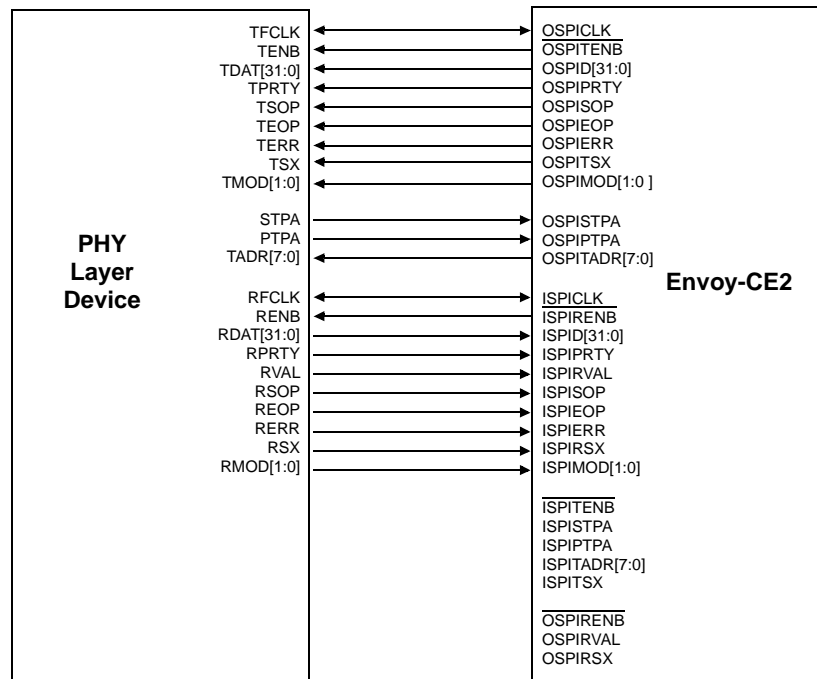 TFCLK OSPICLK
TENB OSPITENB
TDAT[31:0] OSPID[31:0]
TPRTY OSPIPRTY
TSOP OSPISOP
TEOP OSPIEOP
TERR OSPIERR
TSX OSPITSX
TMOD[1:0] OSPIMOD[1:0 ]
STPA OSPISTPA
PTPA OSPIPTPA
TADR[7:0] OSPITADR[7:0]
PHY
Layer
Device
Envoy-CE2
RFCLK ISPICLK
RENB ISPIRENB
RDAT[31:0] ISPID[31:0]
RPRTY ISPIPRTY
RVAL ISPIRVAL
RSOP ISPISOP
REOP ISPIEOP
RERR ISPIERR
RSX ISPIRSX
RMOD[1:0] ISPIMOD[1:0]
ISPITENB
ISPISTPA
ISPIPTPA
ISPITADR[7:0]
ISPITSX
OSPIRENB
OSPIRVAL
OSPIRSX